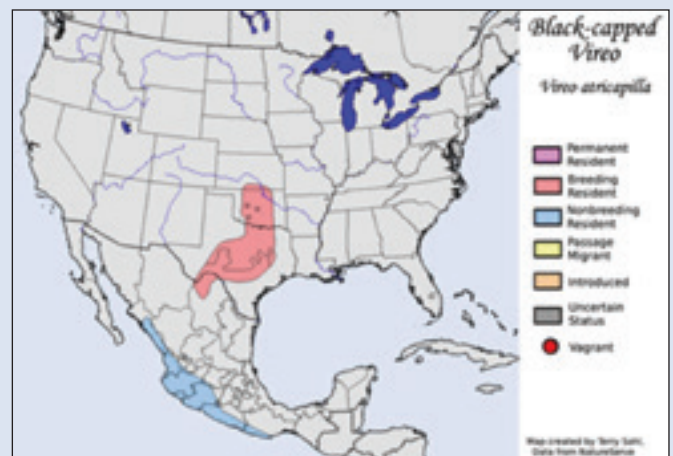 Black-capped
Vireo
Vireo atricapilla
Permanent
Resident
Breeding
Resident
Nonbreeding
Resident
Passage
Migrant
Introduced
Uncertain
Status
Vagrant
Map created by Terry Sohl,
Data from NatureServe